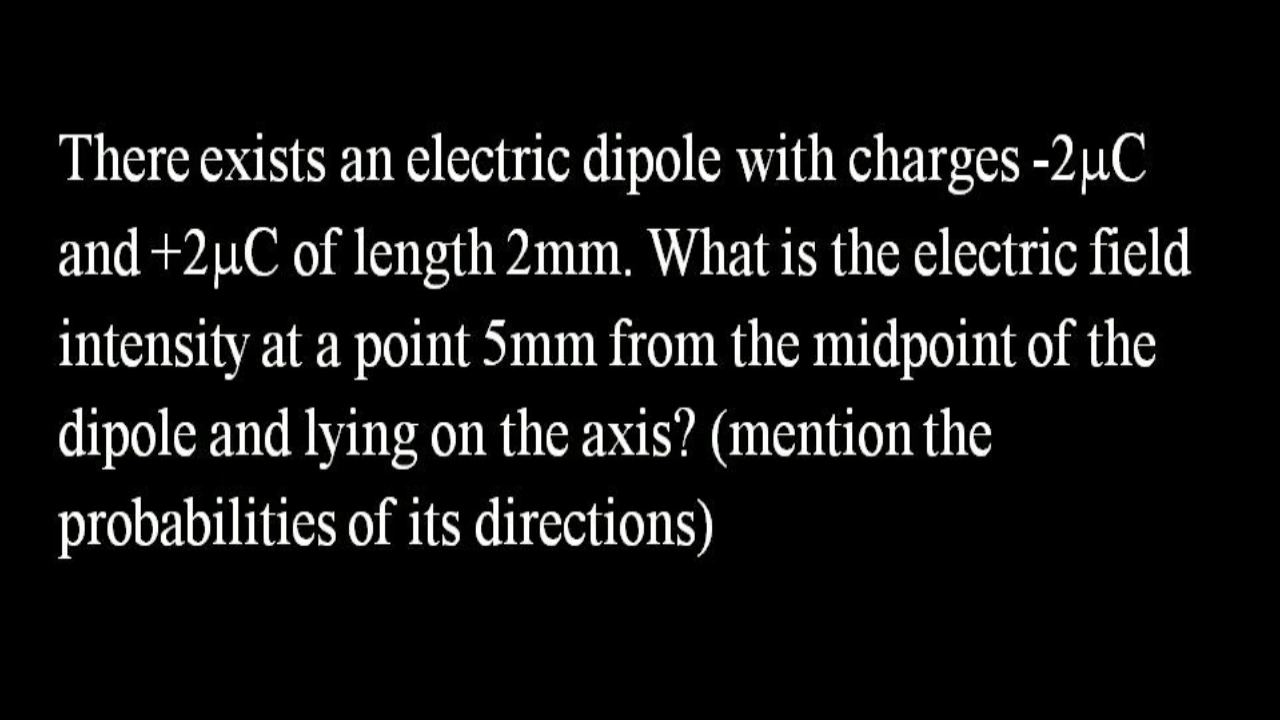 There exists an electric dipole with charges -2μC
and +2μC of length 2mm. What is the electric field
intensity at a point 5mm from the midpoint of the
dipole and lying on the axis? (mention the
probabilities of its directions)